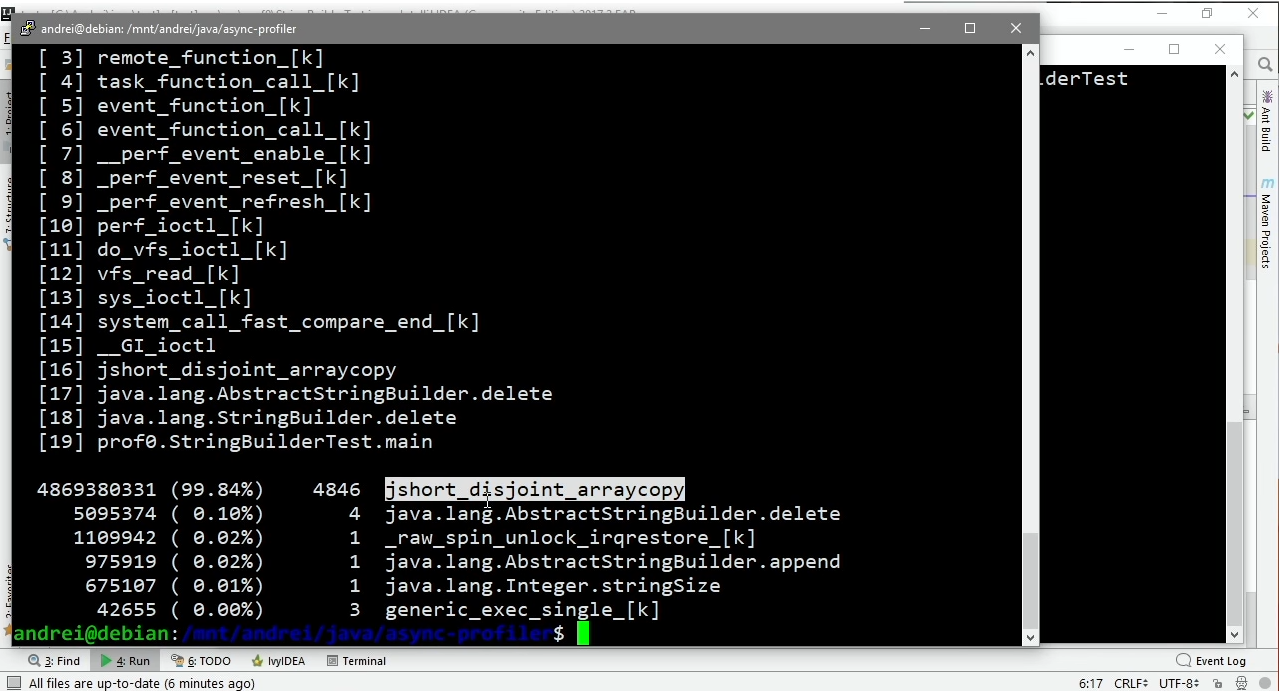 andrei@debian: /mnt/andrei/java/async-profiler
[ 3] remote_function_[k]
[ 4] task_function_call_[k]
[ 5] event_function_[k]
[ 6] event_function_call_[k]
[ 7] __perf_event_enable_[k]
[ 8] _perf_event_reset_[k]
[ 9] _perf_event_refresh_[k]
[10] perf_ioctl_[k]
[11] do_vfs_ioctl_[k]
[12] vfs_read_[k]
[13] sys_ioctl_[k]
[14] system_call_fast_compare_end_[k]
[15] __GI_ioctl
[16] jshort_disjoint_arraycopy
[17] java.lang.AbstractStringBuilder.delete
[18] java.lang.StringBuilder.delete
[19] prof0.StringBuilderTest.main
4869380331 (99.84%) 4846 jshort_disjoint_arraycopy
5095374 ( 0.10%) 4 java.lang.AbstractStringBuilder.delete
1109942 ( 0.02%) 1 _raw_spin_unlock_irqrestore_[k]
975919 ( 0.02%) 1 java.lang.AbstractStringBuilder.append
675107 ( 0.01%) 1 java.lang.Integer.stringSize
42655 ( 0.00%) 3 generic_exec_single_[k]
andrei@debian:/mnt/andrei/java/async-profiler$
lderTest
Ant Build
Maven Projects
3: Find 4: Run 6: TODO IvyIDEA Terminal Event Log
All files are up-to-date (6 minutes ago) 6:17 CRLF UTF-8